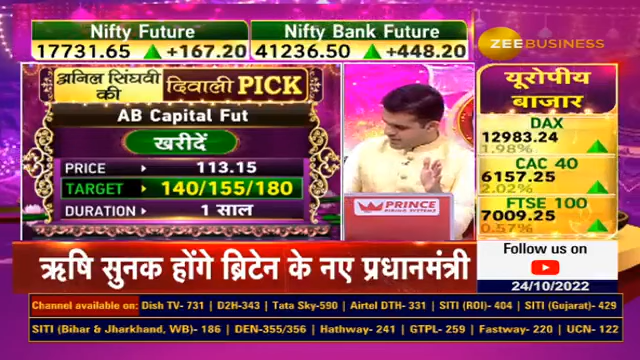 Nifty Future
17731.65 +167.20
Nifty Bank Future
41236.50 +448.20
ZEE BUSINESS
अनिल सिंघवी की
दिवाली PICK
AB Capital Fut
खरीदें
PRICE 113.15
TARGET 140/155/180
DURATION 1 साल
PRINCE
PIPING SYSTEMS
यूरोपीय
बाजार
DAX
12983.24
1.98%
CAC 40
6157.25
2.02%
FTSE 100
7009.25
0.57%
ऋषि सुनक होंगे ब्रिटेन के नए प्रधानमंत्री
Follow us on
24/10/2022
Channel available on: Dish TV- 731 | D2H-343 | Tata Sky-590 | Airtel DTH- 331 | SITI (ROI)- 404 | SITI (Gujarat)- 429
SITI (Bihar & Jharkhand, WB)- 186 | DEN-355/356 | Hathway- 241 | GTPL- 259 | Fastway- 220 | UCN- 122